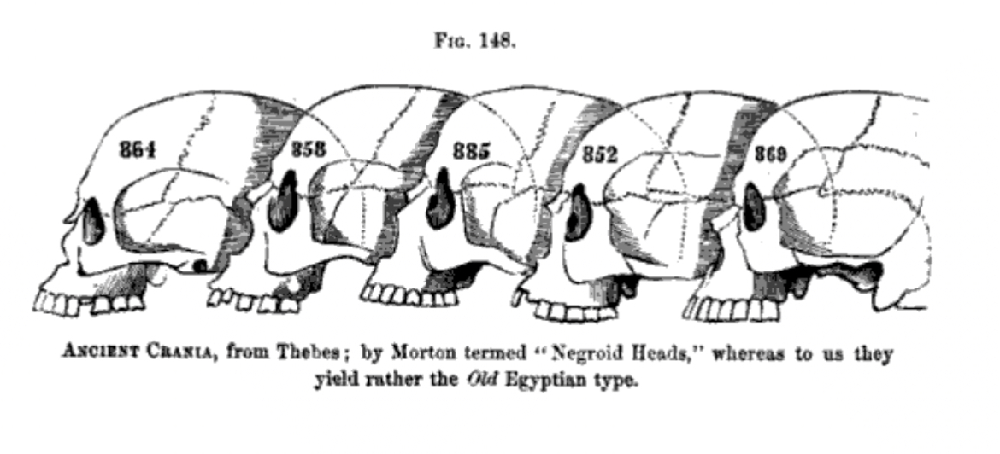 FIG. 148.
864 858 885 852 869
ANCIENT CRANIA, from Thebes; by Morton termed “Negroid Heads,” whereas to us they
yield rather the Old Egyptian type.